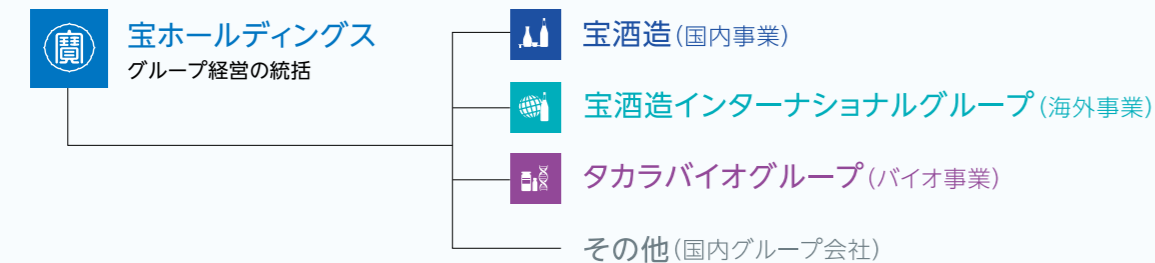 寳
宝ホールディングス
グループ経営の統括
宝酒造(国内事業)
宝酒造インターナショナルグループ(海外事業)
タカラバイオグループ(バイオ事業)
その他(国内グループ会社)